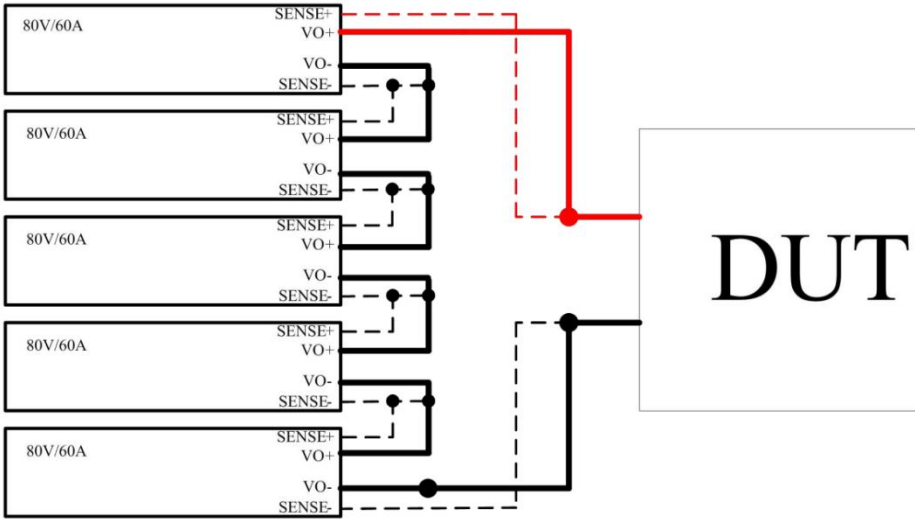 SENSE+
80V/60A
VO+
VO-
SENSE-
SENSE+
80V/60A
VO+
VO-
SENSE-
SENSE+
80V/60A
VO+
VO-
SENSE-
SENSE+
80V/60A
VO+
VO-
SENSE-
SENSE+
80V/60A
VO+
VO-
SENSE-
DUT